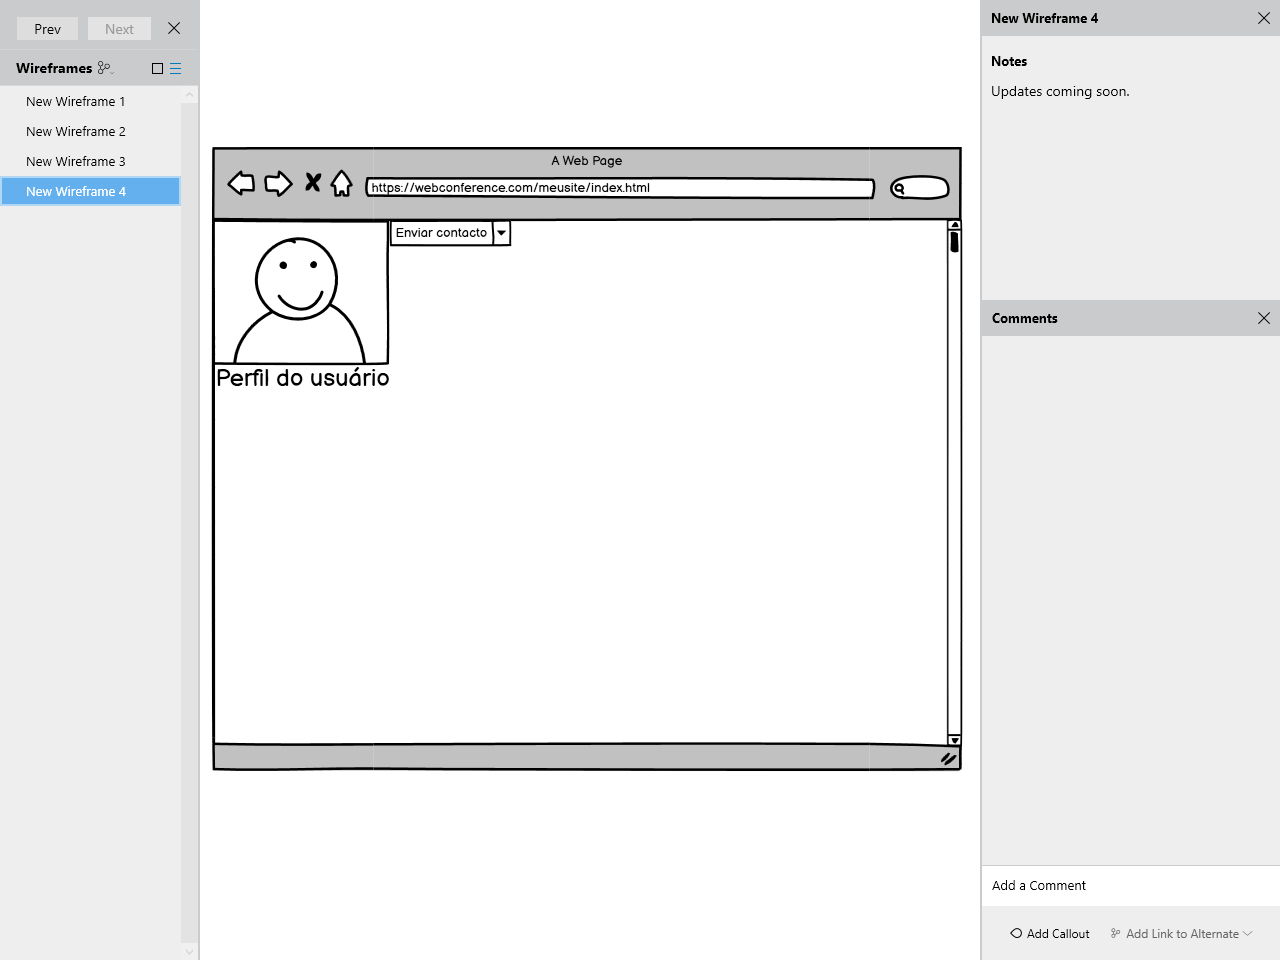 Prev
Next
Wireframes
New Wireframe 1
New Wireframe 2
New Wireframe 3
New Wireframe 4
A Web Page
https://webconference.com/meusite/index.html
Enviar contacto
Perfil do usuário
New Wireframe 4
Notes
Updates coming soon.
Comments
Add a Comment
Add Callout
Add Link to Alternate